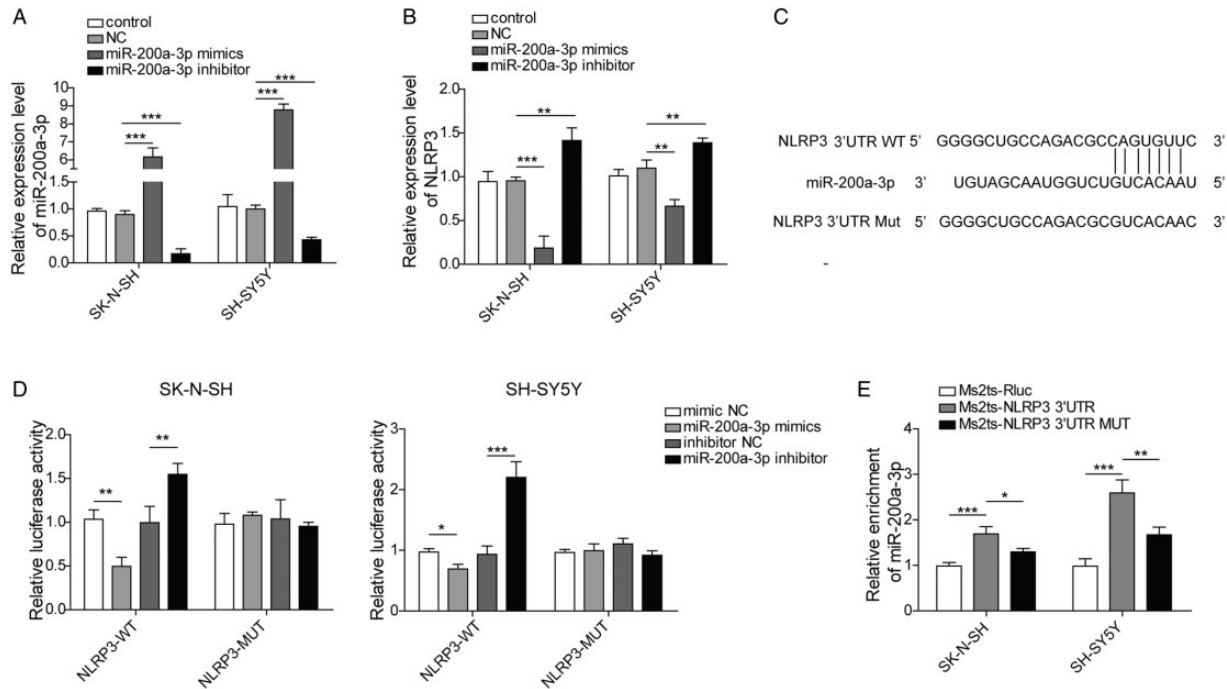 A
control
NC
miR-200a-3p mimics
miR-200a-3p inhibitor
Relative expression level
of miR-200a-3p
10
9
8
7
6
1.0
0.5
0.0
***
***
***
***
SK-N-SH
SH-SY5Y
B
control
NC
miR-200a-3p mimics
miR-200a-3p inhibitor
Relative expression level
of NLRP3
2.0
1.5
1.0
0.5
0.0
**
***
**
**
SK-N-SH
SH-SY5Y
C
NLRP3 3'UTR WT 5' GGGGCUGCCAGACGCCAGUGUUC 3'
miR-200a-3p 3' UGUAGCAAUGGUCUGUCACAAU 5'
NLRP3 3'UTR Mut 5' GGGGCUGCCAGACGCGUCACAAC 3'
-
D
SK-N-SH
Relative luciferase activity
2.0
1.5
1.0
0.5
0.0
**
**
NLRP3-WT
NLRP3-MUT
SH-SY5Y
Relative luciferase activity
3
2
1
0
*
***
NLRP3-WT
NLRP3-MUT
mimic NC
miR-200a-3p mimics
inhibitor NC
miR-200a-3p inhibitor
E
Ms2ts-Rluc
Ms2ts-NLRP3 3'UTR
Ms2ts-NLRP3 3'UTR MUT
Relative enrichment
of miR-200a-3p
4
3
2
1
0
***
*
***
**
SK-N-SH
SH-SY5Y